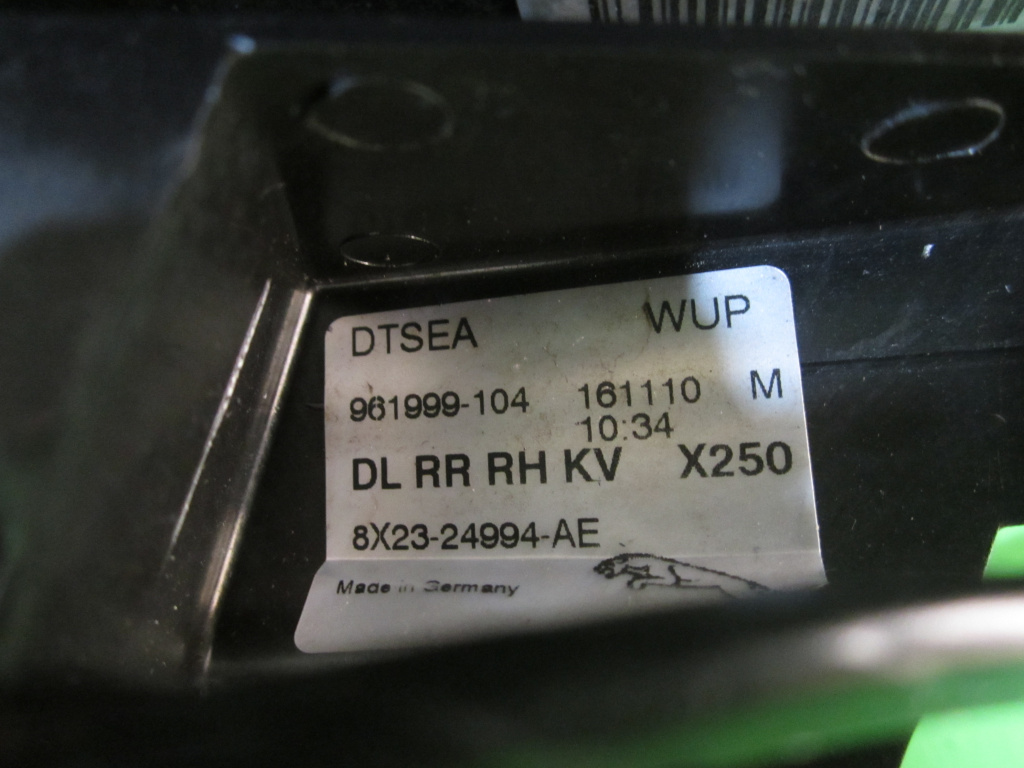 DTSEA WUP
961999-104 161110 M
10:34
DL RR RH KV X250
8X23-24994-AE
Made in Germany